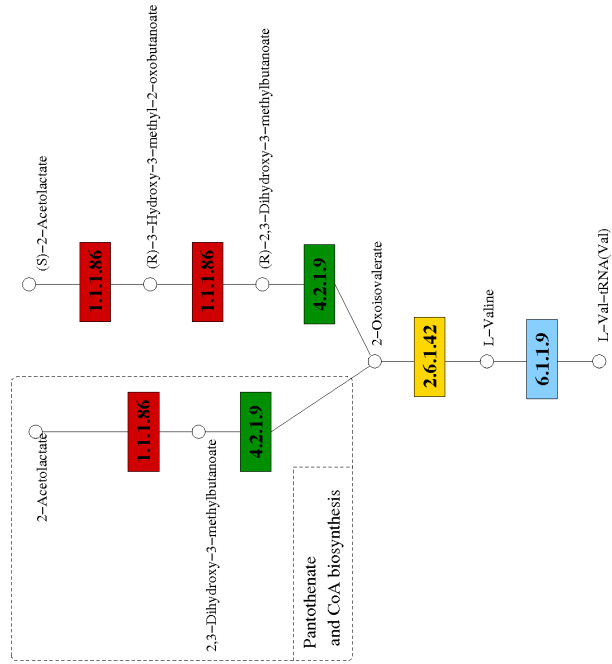 (S)−2−Acetolactate
1.1.1.86
(R)−3−Hydroxy−3−methyl−2−oxobutanoate
1.1.1.86
(R)−2,3−Dihydroxy−3−methylbutanoate
4.2.1.9
2−Acetolactate
1.1.1.86
2,3−Dihydroxy−3−methylbutanoate
4.2.1.9
Pantothenate
and CoA biosynthesis
2−Oxoisovalerate
2.6.1.42
L−Valine
6.1.1.9
L−Val−tRNA(Val)